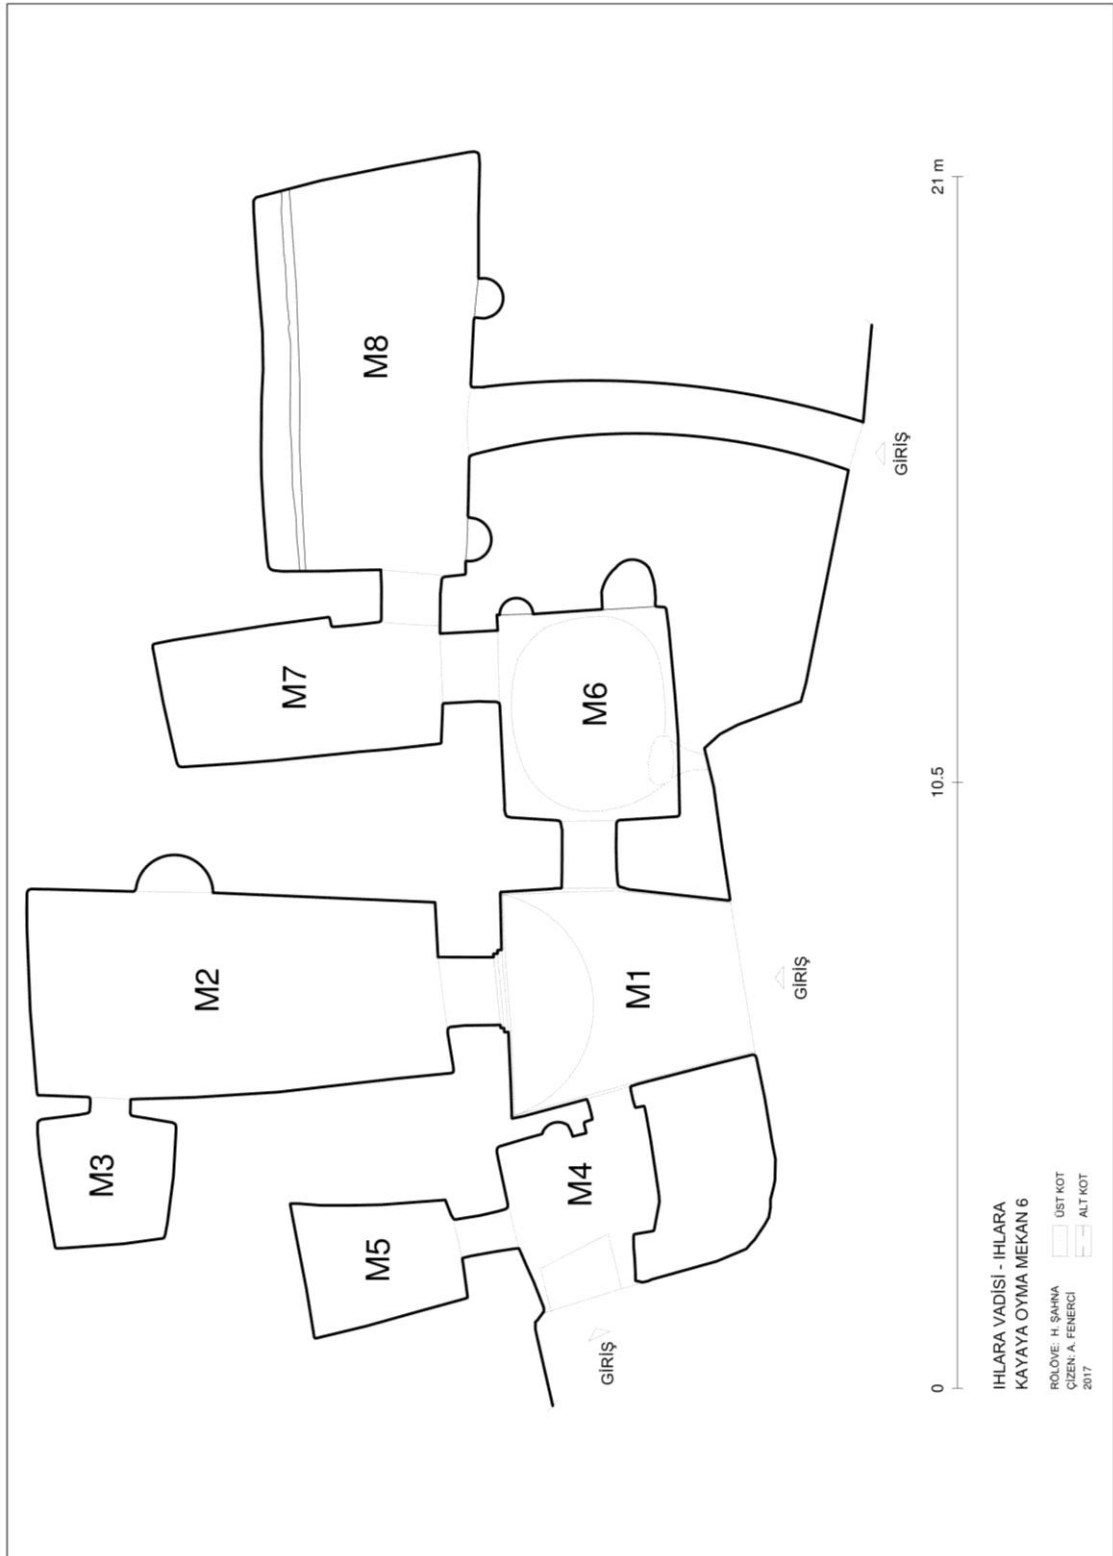 M3
M2
M7
M8
M5
M4
M1
M6
GİRİŞ
GİRİŞ
GİRİŞ
0
10.5
21 m
IHLARA VADİSİ - IHLARA
KAYAYA OYMA MEKAN 6
RÖLÖVE: H. ŞAHNA
ÇİZEN: A. FENERCİ
2017
ÜST KOT
ALT KOT